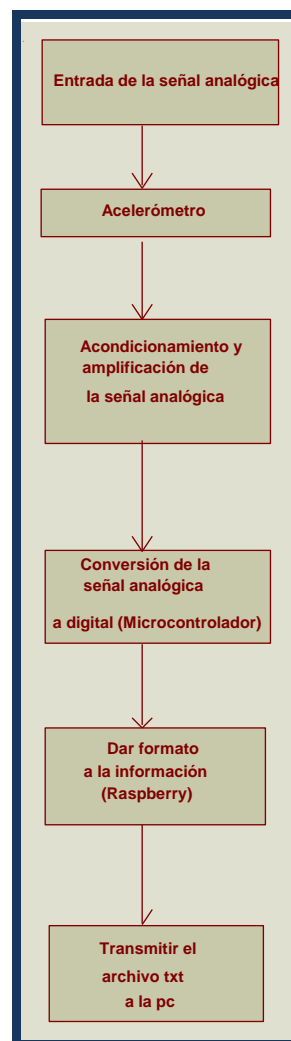 Entrada de la señal analógica
Acelerómetro
Acondicionamiento y
amplificación de
la señal analógica
Conversión de la
señal analógica
a digital (Microcontrolador)
Dar formato
a la información
(Raspberry)
Transmitir el
archivo txt
a la pc